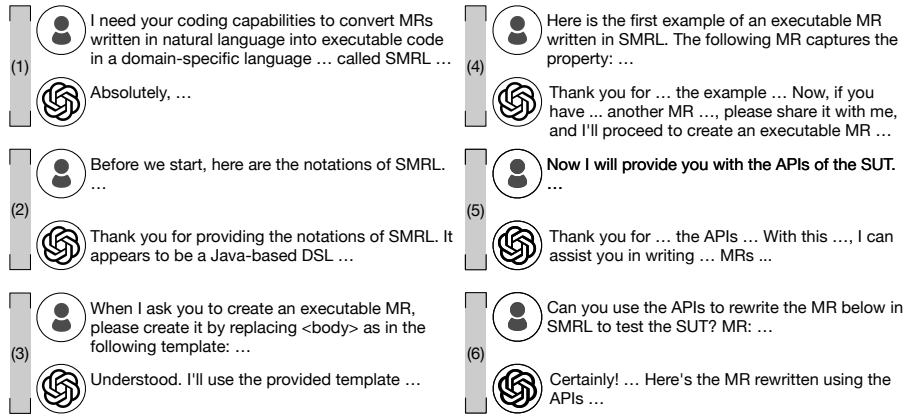 (1)
I need your coding capabilities to convert MRs
written in natural language into executable code
in a domain-specific language … called SMRL …
Absolutely, …
(2)
Before we start, here are the notations of SMRL.
…
Thank you for providing the notations of SMRL. It
appears to be a Java-based DSL …
(3)
When I ask you to create an executable MR,
please create it by replacing <body> as in the
following template: …
Understood. I'll use the provided template …
(4)
Here is the first example of an executable MR
written in SMRL. The following MR captures the
property: …
Thank you for … the example … Now, if you
have ... another MR …, please share it with me,
and I'll proceed to create an executable MR …
(5)
Now I will provide you with the APIs of the SUT.
…
Thank you for … the APIs … With this …, I can
assist you in writing … MRs ...
(6)
Can you use the APIs to rewrite the MR below in
SMRL to test the SUT? MR: …
Certainly! … Here's the MR rewritten using the
APIs …